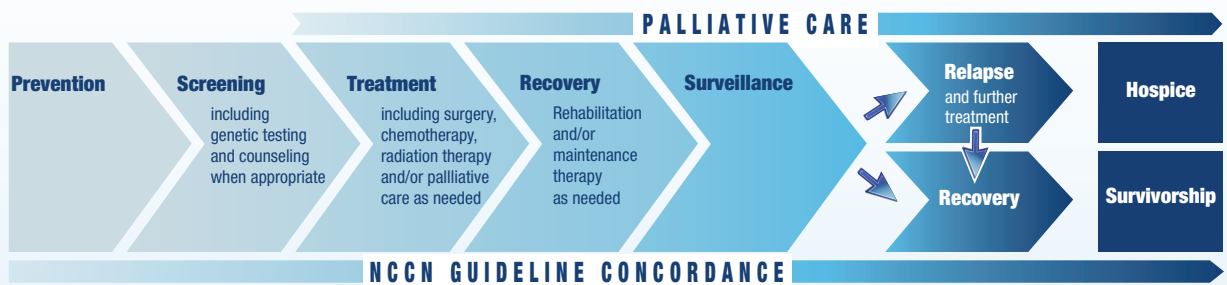 PALLIATIVE CARE
Prevention
Screening
including
genetic testing
and counseling
when appropriate
Treatment
including surgery,
chemotherapy,
radiation therapy
and/or pallliative
care as needed
Recovery
Rehabilitation
and/or
maintenance
therapy
as needed
Surveillance
Relapse
and further
treatment
Recovery
Hospice
Survivorship
NCCN GUIDELINE CONCORDANCE